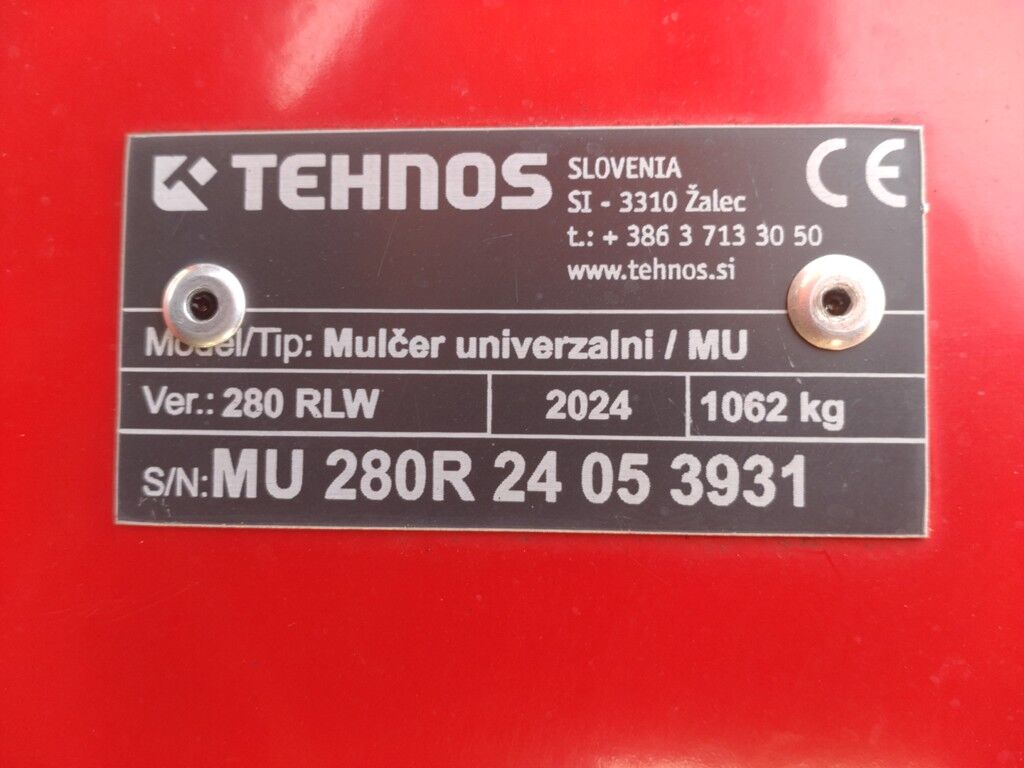 TEHNOS
SLOVENIA
SI - 3310 Žalec
t.: + 386 3 713 30 50
www.tehnos.si
CE
Model/Tip: Mulčer univerzalni / MU
Ver.: 280 RLW 2024 1062 kg
S/N: MU 280R 24 05 3931